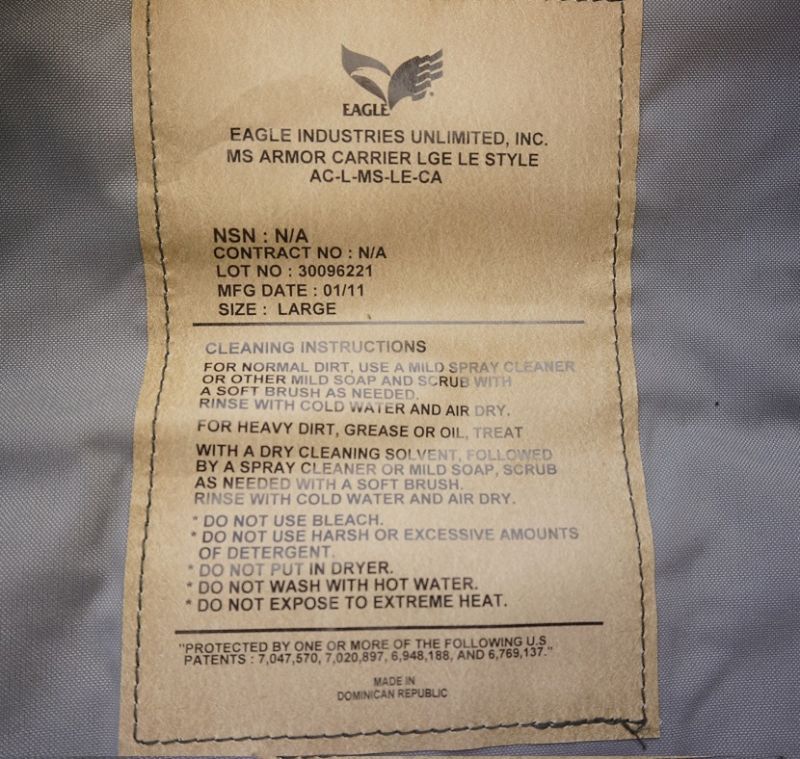 EAGLE
EAGLE INDUSTRIES UNLIMITED, INC.
MS ARMOR CARRIER LGE LE STYLE
AC-L-MS-LE-CA
NSN : N/A
CONTRACT NO : N/A
LOT NO : 30096221
MFG DATE : 01/11
SIZE : LARGE
CLEANING INSTRUCTIONS
FOR NORMAL DIRT, USE A MILD SPRAY CLEANER
OR OTHER MILD SOAP AND SCRUB WITH
A SOFT BRUSH AS NEEDED.
RINSE WITH COLD WATER AND AIR DRY.
FOR HEAVY DIRT, GREASE OR OIL, TREAT
WITH A DRY CLEANING SOLVENT, FOLLOWED
BY A SPRAY CLEANER OR MILD SOAP, SCRUB
AS NEEDED WITH A SOFT BRUSH.
RINSE WITH COLD WATER AND AIR DRY.
* DO NOT USE BLEACH.
* DO NOT USE HARSH OR EXCESSIVE AMOUNTS
OF DETERGENT.
* DO NOT PUT IN DRYER.
* DO NOT WASH WITH HOT WATER.
* DO NOT EXPOSE TO EXTREME HEAT.
"PROTECTED BY ONE OR MORE OF THE FOLLOWING U.S.
PATENTS : 7,047,570, 7,020,897, 6,948,188, AND 6,769,137."
MADE IN
DOMINICAN REPUBLIC